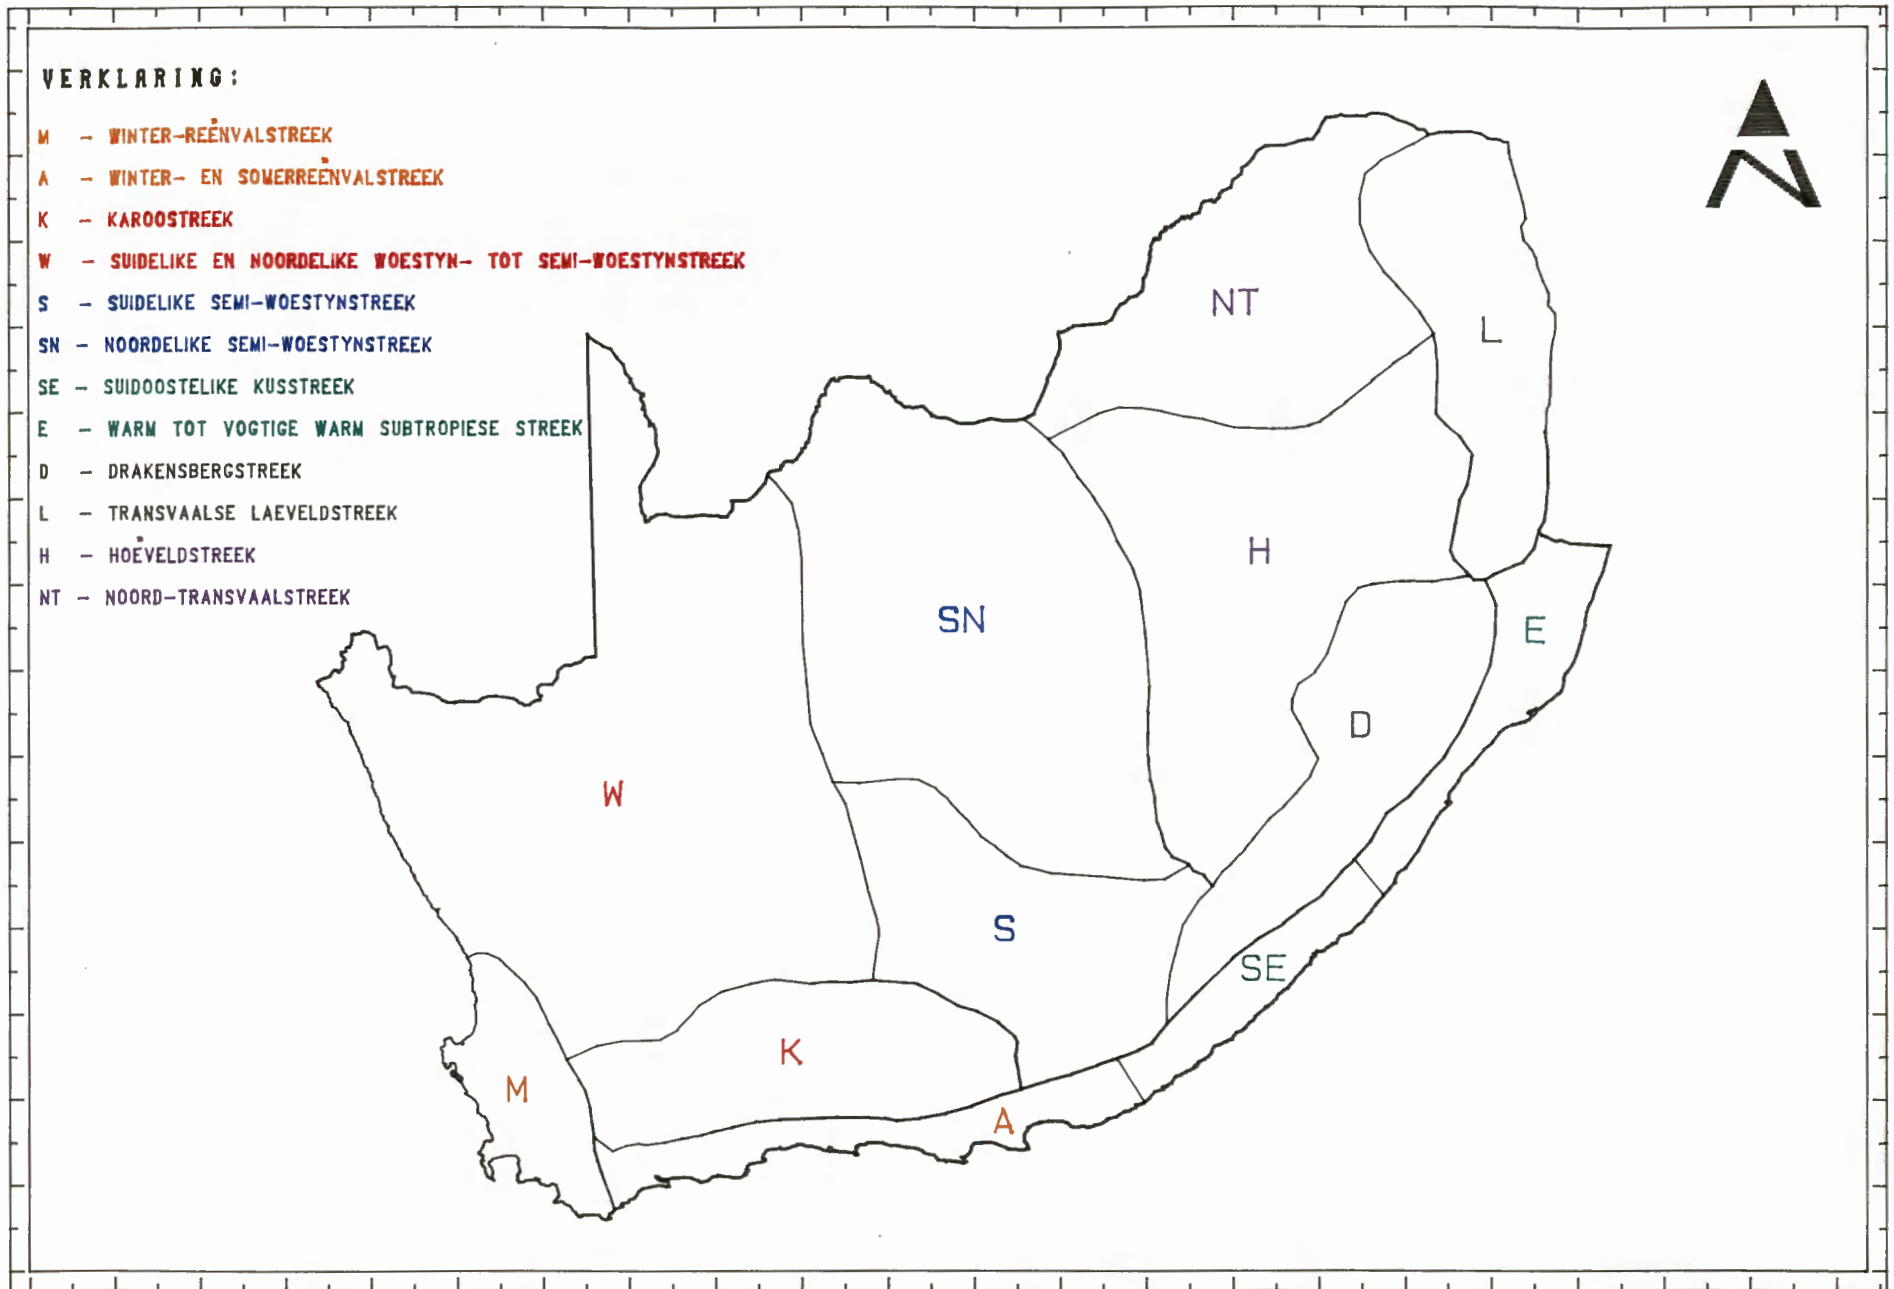 VERKLARING:
M - WINTER-REËNVALSTREEK
A - WINTER- EN SOMERREËNVALSTREEK
K - KAROOSTREEK
W - SUIDELIKE EN NOORDELIKE WOESTYN- TOT SEMI-WOESTYNSTREEK
S - SUIDELIKE SEMI-WOESTYNSTREEK
SN - NOORDELIKE SEMI-WOESTYNSTREEK
SE - SUIDOOSTELIKE KUSSTREEK
E - WARM TOT VOGTIGE WARM SUBTROPIESE STREEK
D - DRAKENSBERGSTREEK
L - TRANSVAALSE LAEVELDSTREEK
H - HOËVELDSTREEK
NT - NOORD-TRANSVAALSTREEK
N
NT
L
H
SN
E
D
W
S
SE
K
M
A